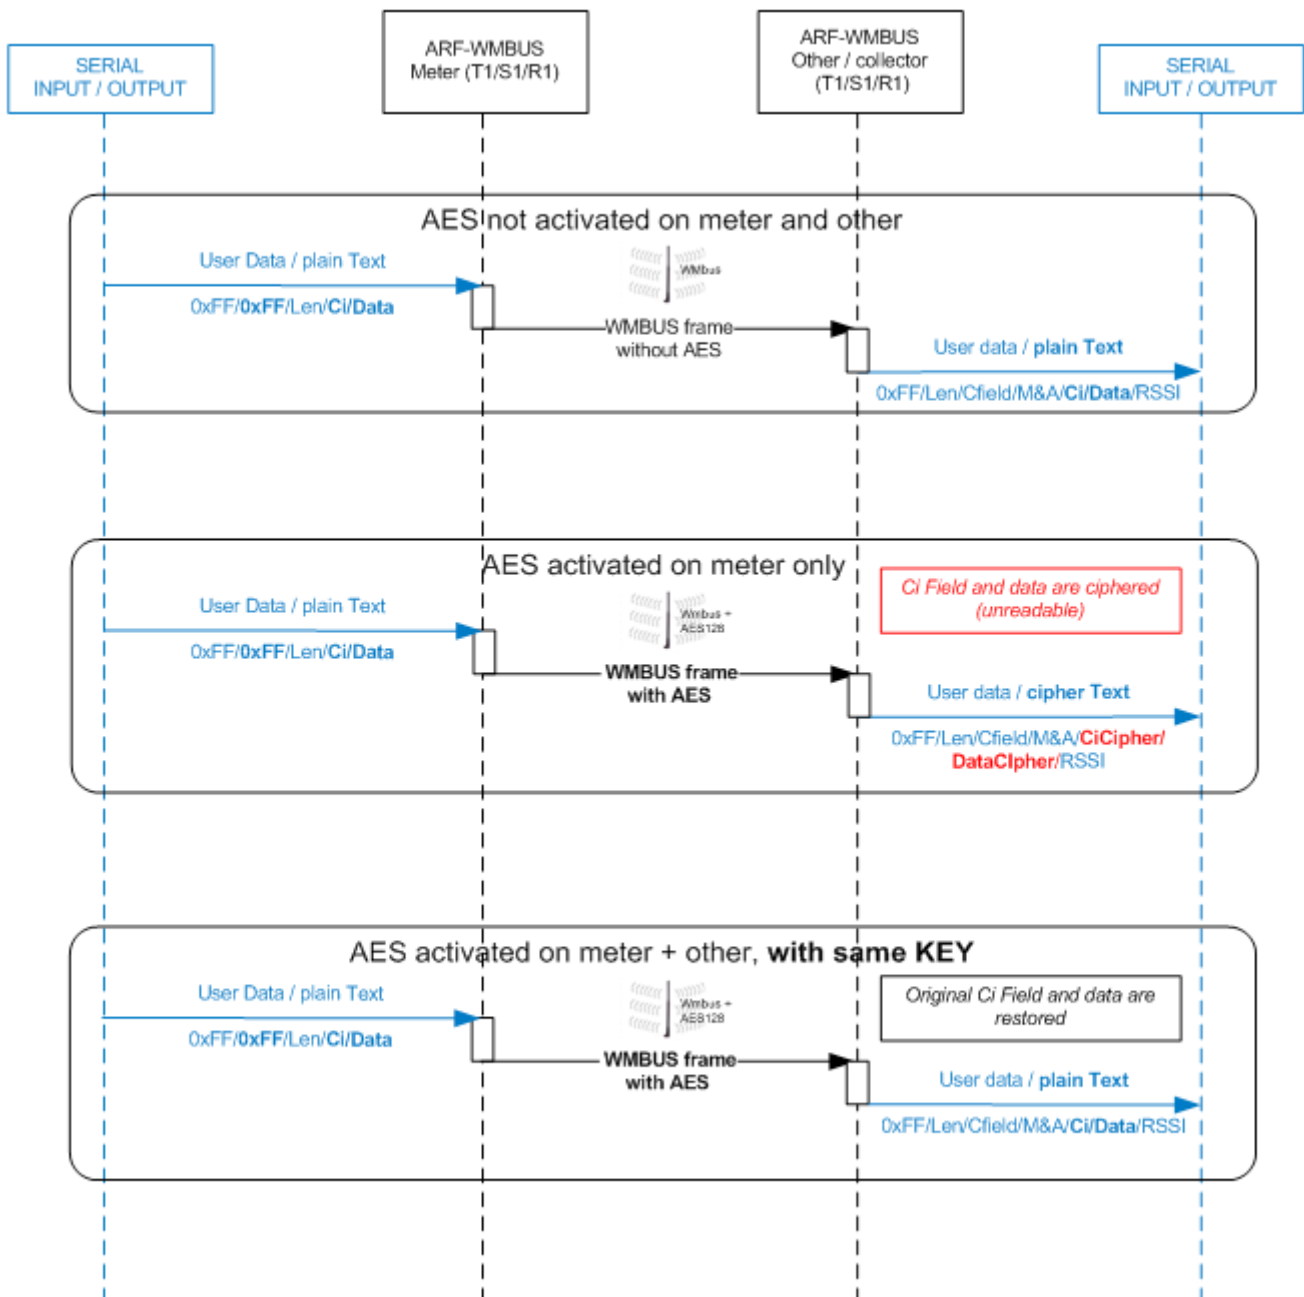 SERIAL
INPUT / OUTPUT
ARF-WMBUS
Meter (T1/S1/R1)
ARF-WMBUS
Other / collector
(T1/S1/R1)
SERIAL
INPUT / OUTPUT
AES not activated on meter and other
User Data / plain Text
0xFF/0xFF/Len/Ci/Data
WMbus
WMBUS frame
without AES
User data / plain Text
0xFF/Len/Cfield/M&A/Ci/Data/RSSI
AES activated on meter only
Ci Field and data are ciphered
(unreadable)
User Data / plain Text
0xFF/0xFF/Len/Ci/Data
Wmbus +
AES128
WMBUS frame
with AES
User data / cipher Text
0xFF/Len/Cfield/M&A/CiCipher/
DataCIpher/RSSI
AES activated on meter + other, with same KEY
User Data / plain Text
0xFF/0xFF/Len/Ci/Data
Wmbus +
AES128
Original Ci Field and data are
restored
WMBUS frame
with AES
User data / plain Text
0xFF/Len/Cfield/M&A/Ci/Data/RSSI